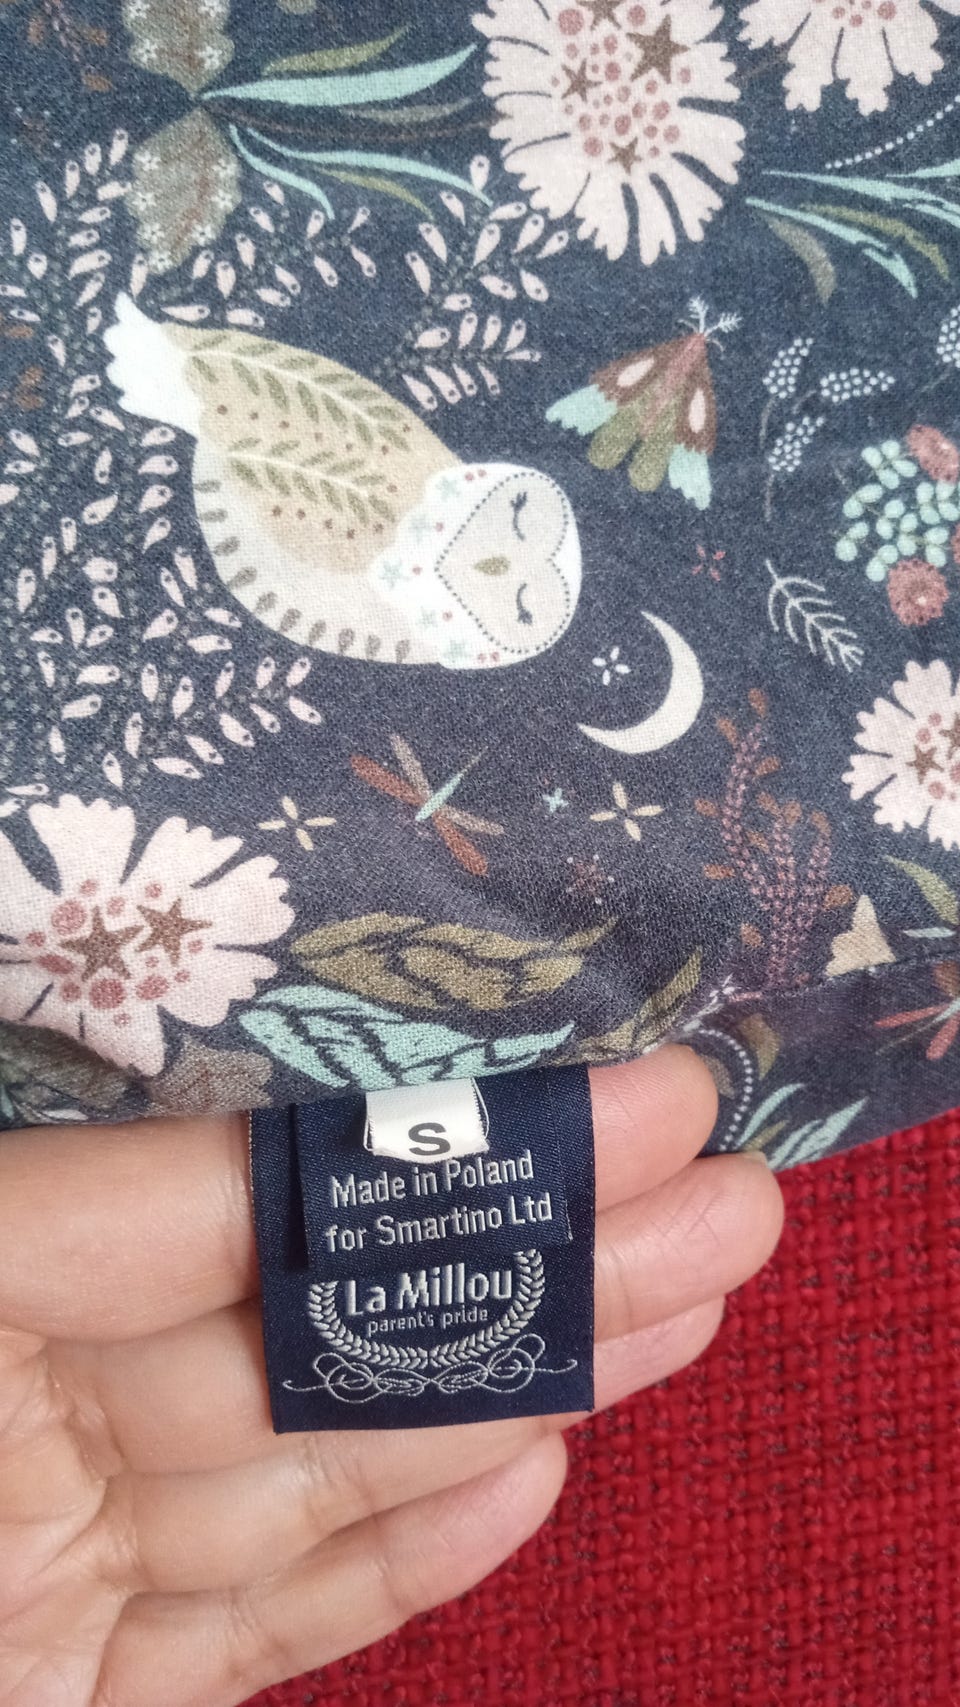 S
Made in Poland
for Smartino Ltd
La Millou
parent's pride